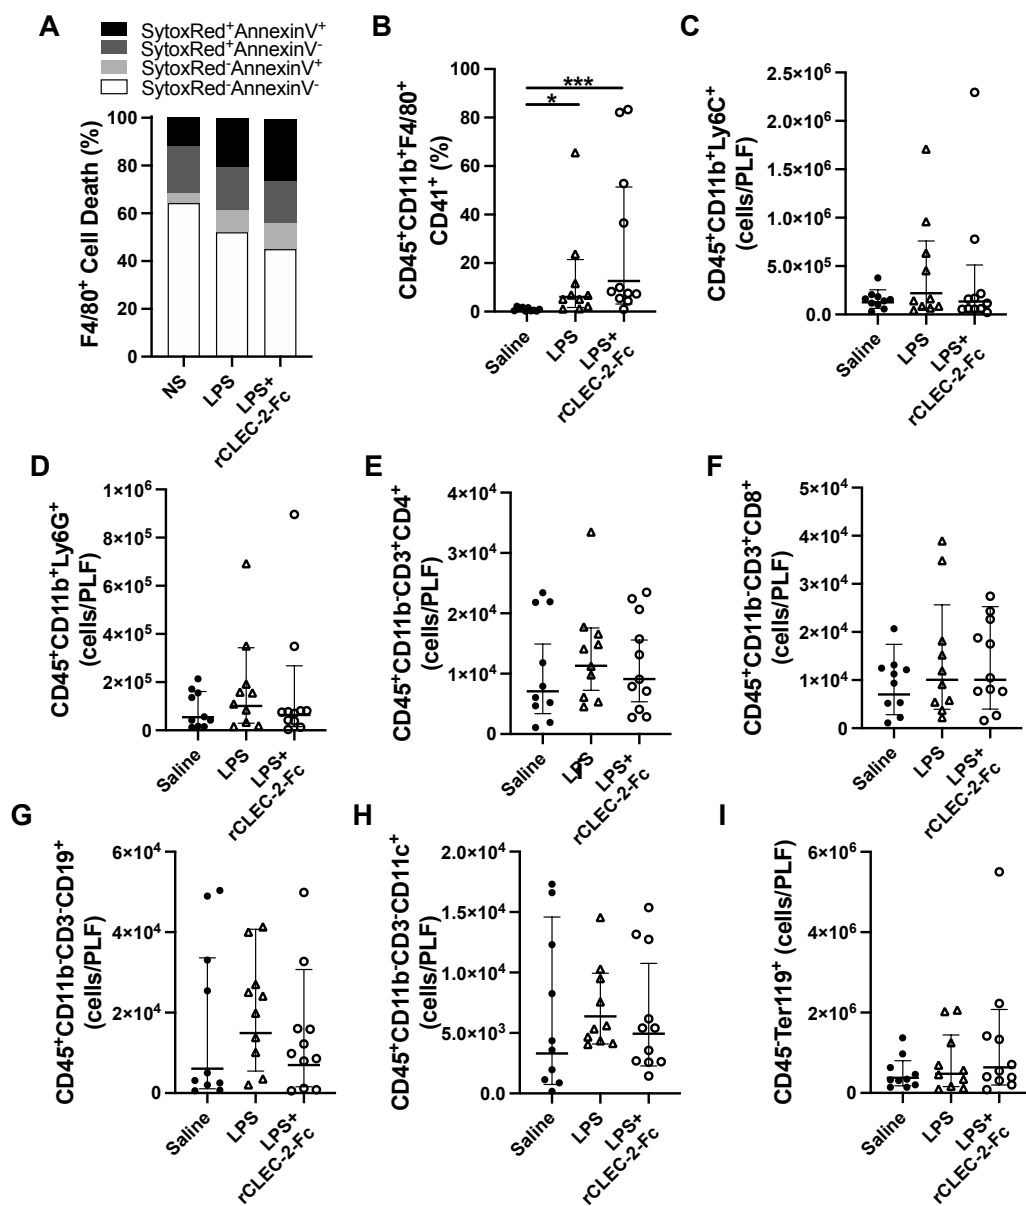 A
SytoxRed⁺AnnexinV⁺
SytoxRed⁺AnnexinV⁻
SytoxRed⁻AnnexinV⁺
SytoxRed⁻AnnexinV⁻
F4/80⁺ Cell Death (%)
100
80
60
40
20
0
NS
LPS
LPS+
rCLEC-2-Fc
B
CD45⁺CD11b⁺F4/80⁺
CD41⁺ (%)
100
80
60
40
20
0
***
*
Saline
LPS
LPS+
rCLEC-2-Fc
C
CD45⁺CD11b⁺Ly6C⁺
(cells/PLF)
2.5×10⁶
2.0×10⁶
1.5×10⁶
1.0×10⁶
5.0×10⁵
0.0
Saline
LPS
LPS+
rCLEC-2-Fc
D
CD45⁺CD11b⁺Ly6G⁺
(cells/PLF)
1×10⁶
8×10⁵
6×10⁵
4×10⁵
2×10⁵
0
Saline
LPS
LPS+
rCLEC-2-Fc
E
CD45⁺CD11b⁻CD3⁺CD4⁺
(cells/PLF)
4×10⁴
3×10⁴
2×10⁴
1×10⁴
0
Saline
LPS
I
LPS+
rCLEC-2-Fc
F
CD45⁺CD11b⁻CD3⁺CD8⁺
(cells/PLF)
5×10⁴
4×10⁴
3×10⁴
2×10⁴
1×10⁴
0
Saline
LPS
LPS+
rCLEC-2-Fc
G
CD45⁺CD11b⁻CD3⁻CD19⁺
(cells/PLF)
6×10⁴
4×10⁴
2×10⁴
0
Saline
LPS
LPS+
rCLEC-2-Fc
H
CD45⁺CD11b⁻CD3⁻CD11c⁺
(cells/PLF)
2.0×10⁴
1.5×10⁴
1.0×10⁴
5.0×10³
0.0
Saline
LPS
LPS+
rCLEC-2-Fc
I
CD45⁻Ter119⁺ (cells/PLF)
6×10⁶
4×10⁶
2×10⁶
0
Saline
LPS
LPS+
rCLEC-2-Fc